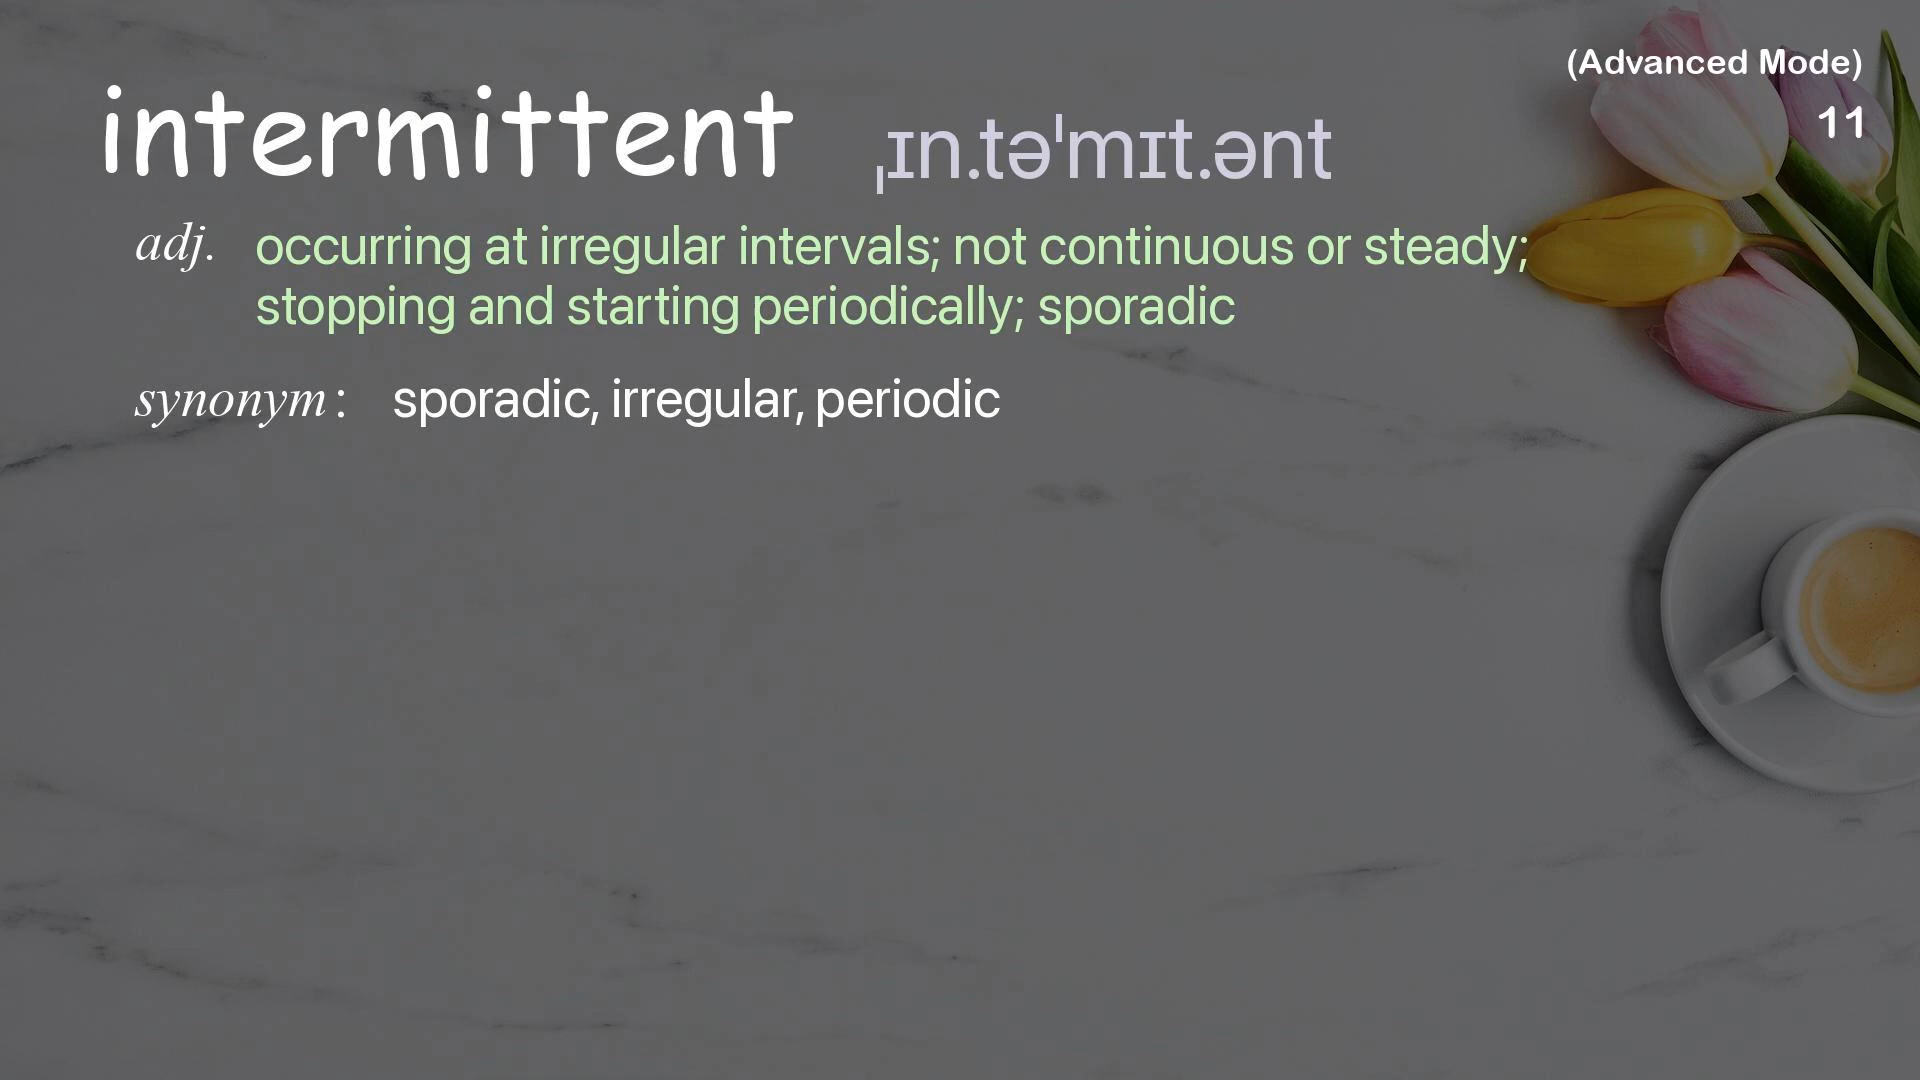 (Advanced Mode)
intermittent ˌɪn.təˈmɪt.ənt
11
adj. occurring at irregular intervals; not continuous or steady;
stopping and starting periodically; sporadic
synonym : sporadic, irregular, periodic